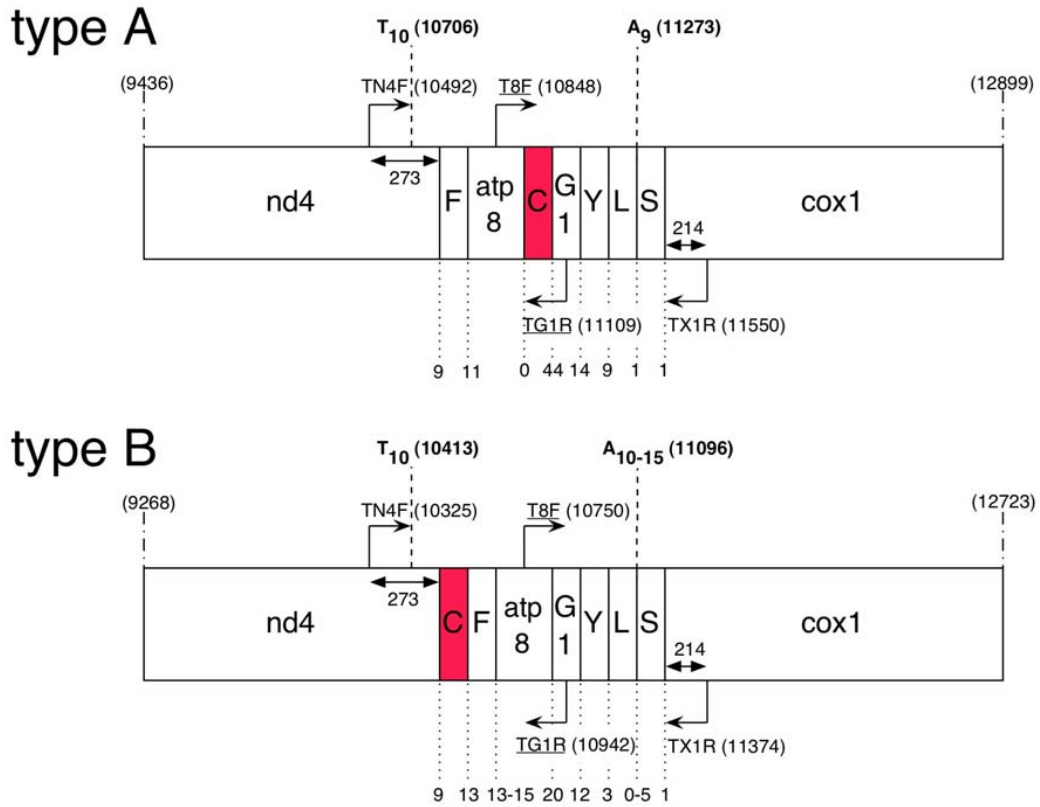 type A
T10 (10706) A9 (11273)
(9436) TN4F (10492) T8F (10848) (12899)
273 214
nd4 F atp 8 C G 1 Y L S cox1
TG1R (11109) TX1R (11550)
9 11 0 44 14 9 1 1
type B
T10 (10413) A10-15 (11096)
(9268) TN4F (10325) T8F (10750) (12723)
273 214
nd4 C F atp 8 G 1 Y L S cox1
TG1R (10942) TX1R (11374)
9 13 13-15 20 12 3 0-5 1